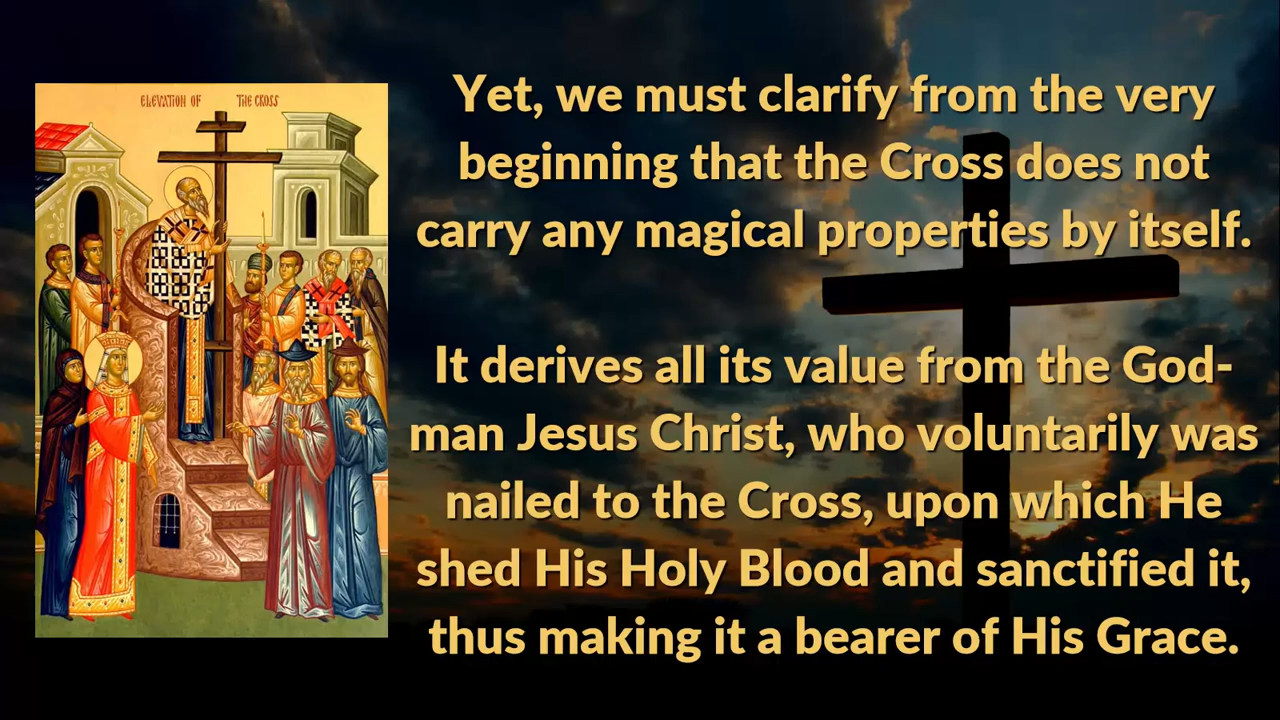 ELEVATION OF THE CROSS
Yet, we must clarify from the very
beginning that the Cross does not
carry any magical properties by itself.
It derives all its value from the God-
man Jesus Christ, who voluntarily was
nailed to the Cross, upon which He
shed His Holy Blood and sanctified it,
thus making it a bearer of His Grace.